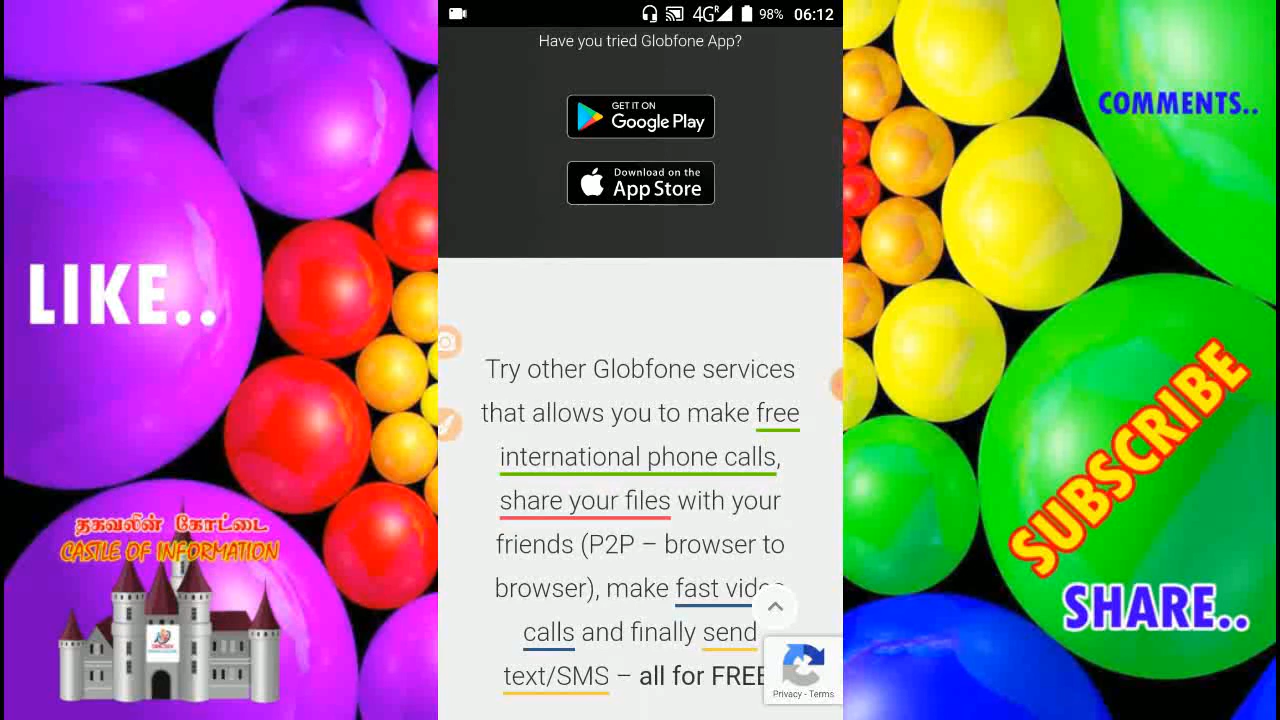 4G R 98% 06:12
Have you tried Globfone App?
GET IT ON
Google Play
Download on the
App Store
Try other Globfone services
that allows you to make free
international phone calls,
share your files with your
friends (P2P – browser to
browser), make fast video
calls and finally send
text/SMS – all for FREE
Privacy - Terms
LIKE..
தகவலின் கோட்டை
CASTLE OF INFORMATION
COMMENTS..
SUBSCRIBE
SHARE..